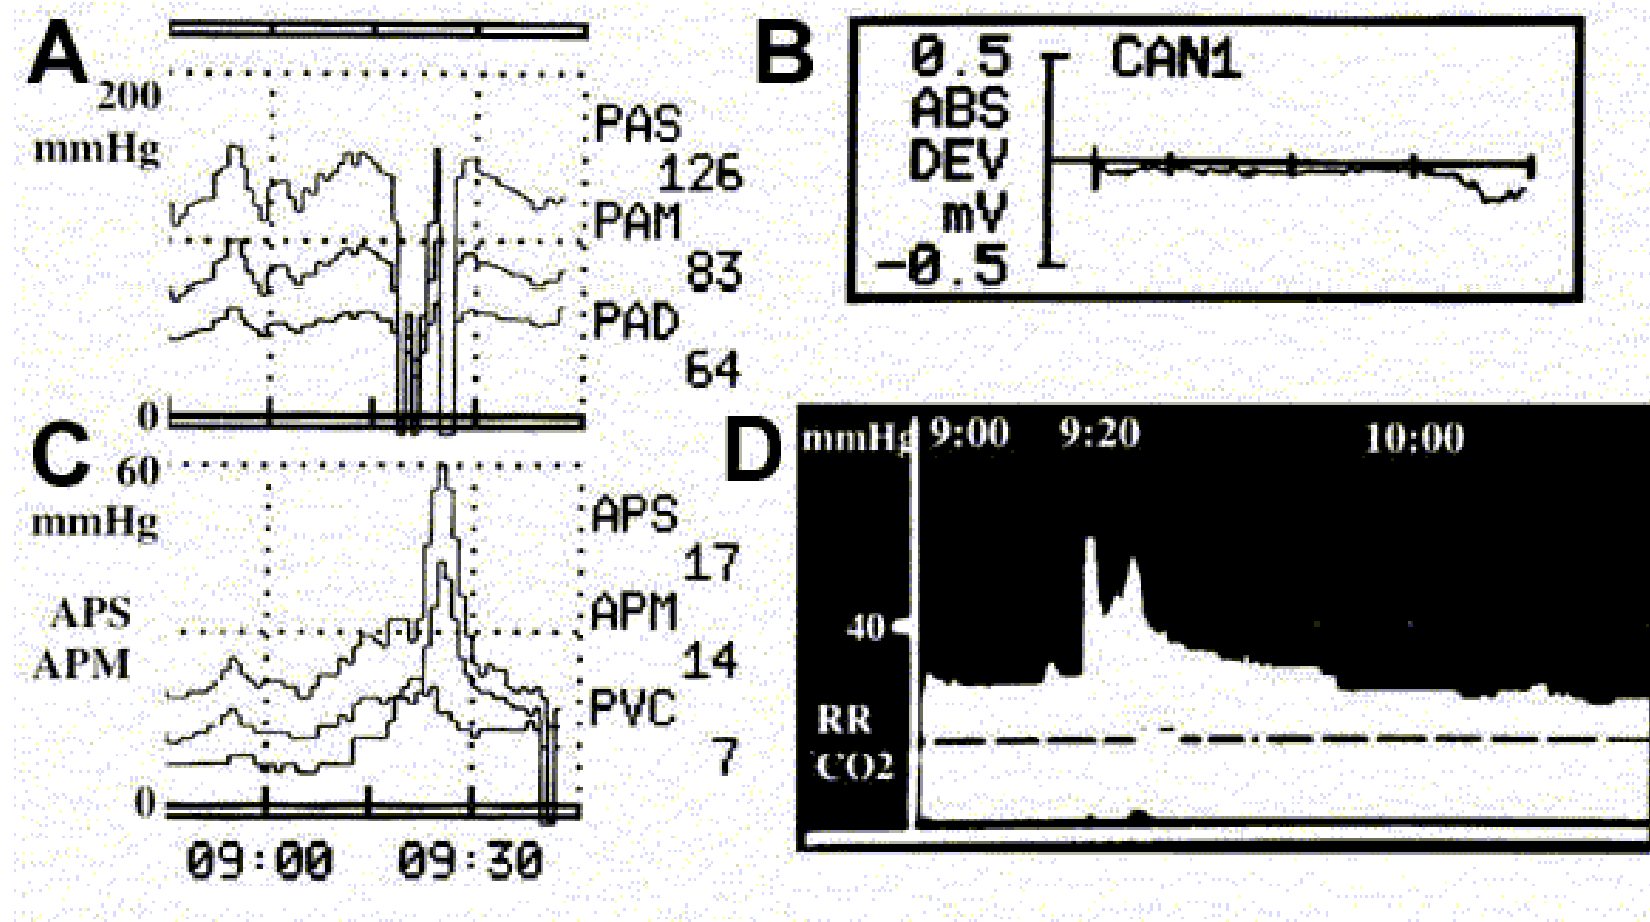 A
200
mmHg
0
PAS
126
PAM
83
PAD
64
B
0.5
ABS
DEV
mV
-0.5
CAN1
C
60
mmHg
APS
APM
0
APS
17
APM
14
PVC
7
09:00 09:30
D
mmHg 9:00 9:20 10:00
40
RR
CO2